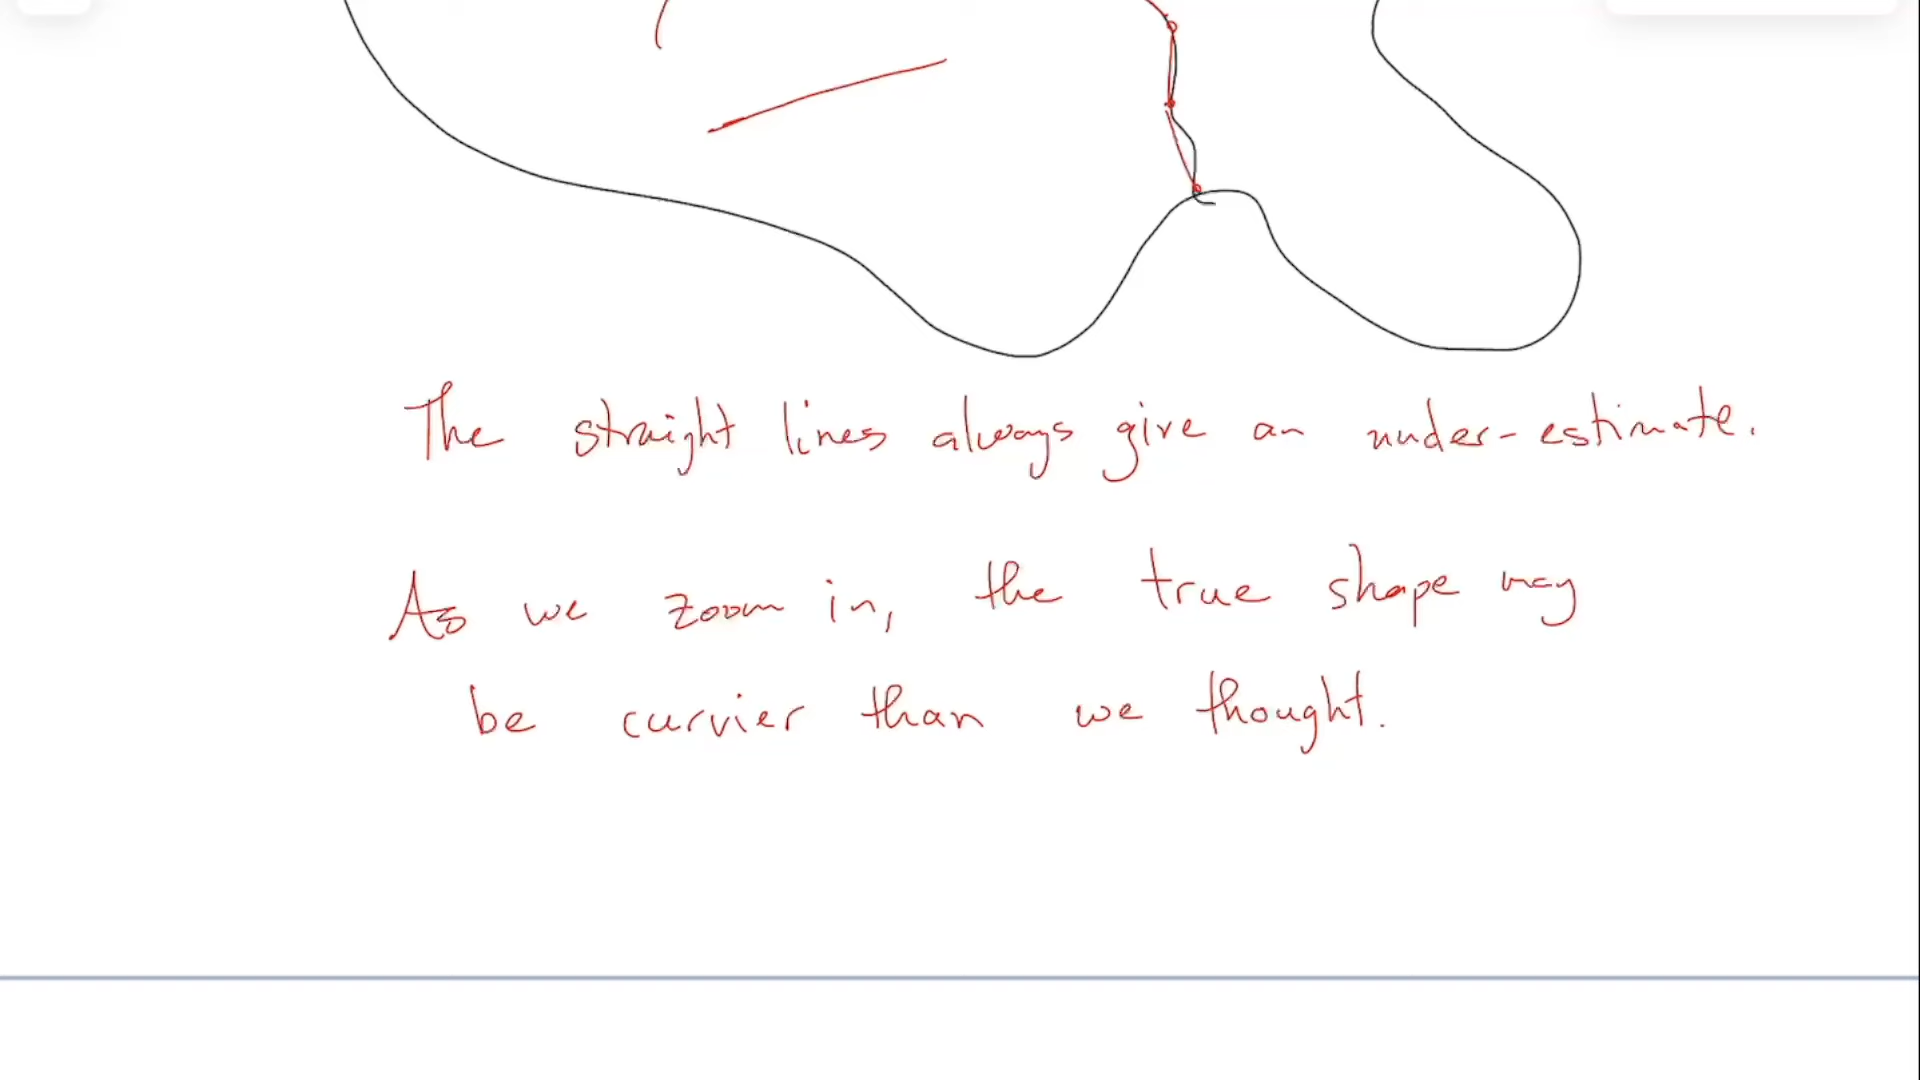 The straight lines always give an under-estimate.
As we zoom in, the true shape may
be curvier than we thought.